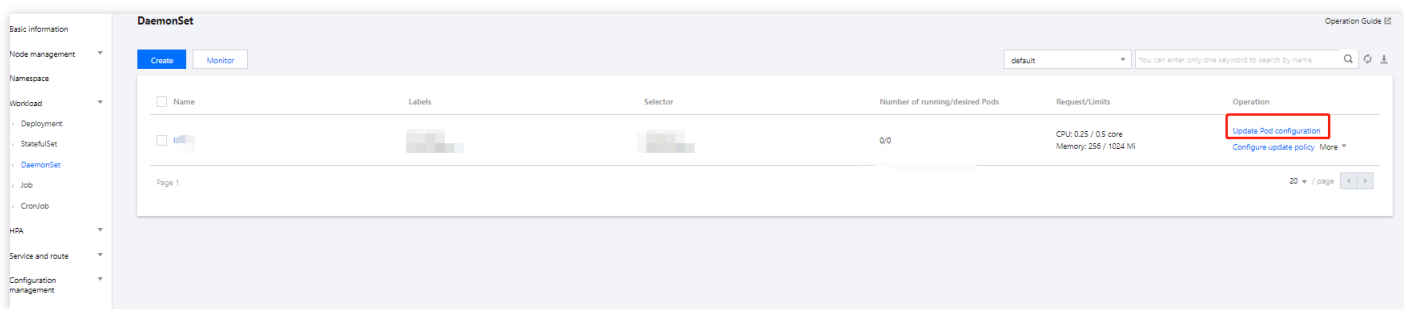 DaemonSet
Operation Guide
Basic information
Node management
Namespace
Workload
Deployment
StatefulSet
DaemonSet
Job
CronJob
HPA
Service and route
Configuration
management
Create
Monitor
default
You can enter only one keyword to search by name.
Name
Labels
Selector
Number of running/desired Pods
Request/Limits
Operation
0/0
CPU: 0.25 / 0.5 core
Memory: 256 / 1024 Mi
Update Pod configuration
Configure update policy More
Page 1
20 / page